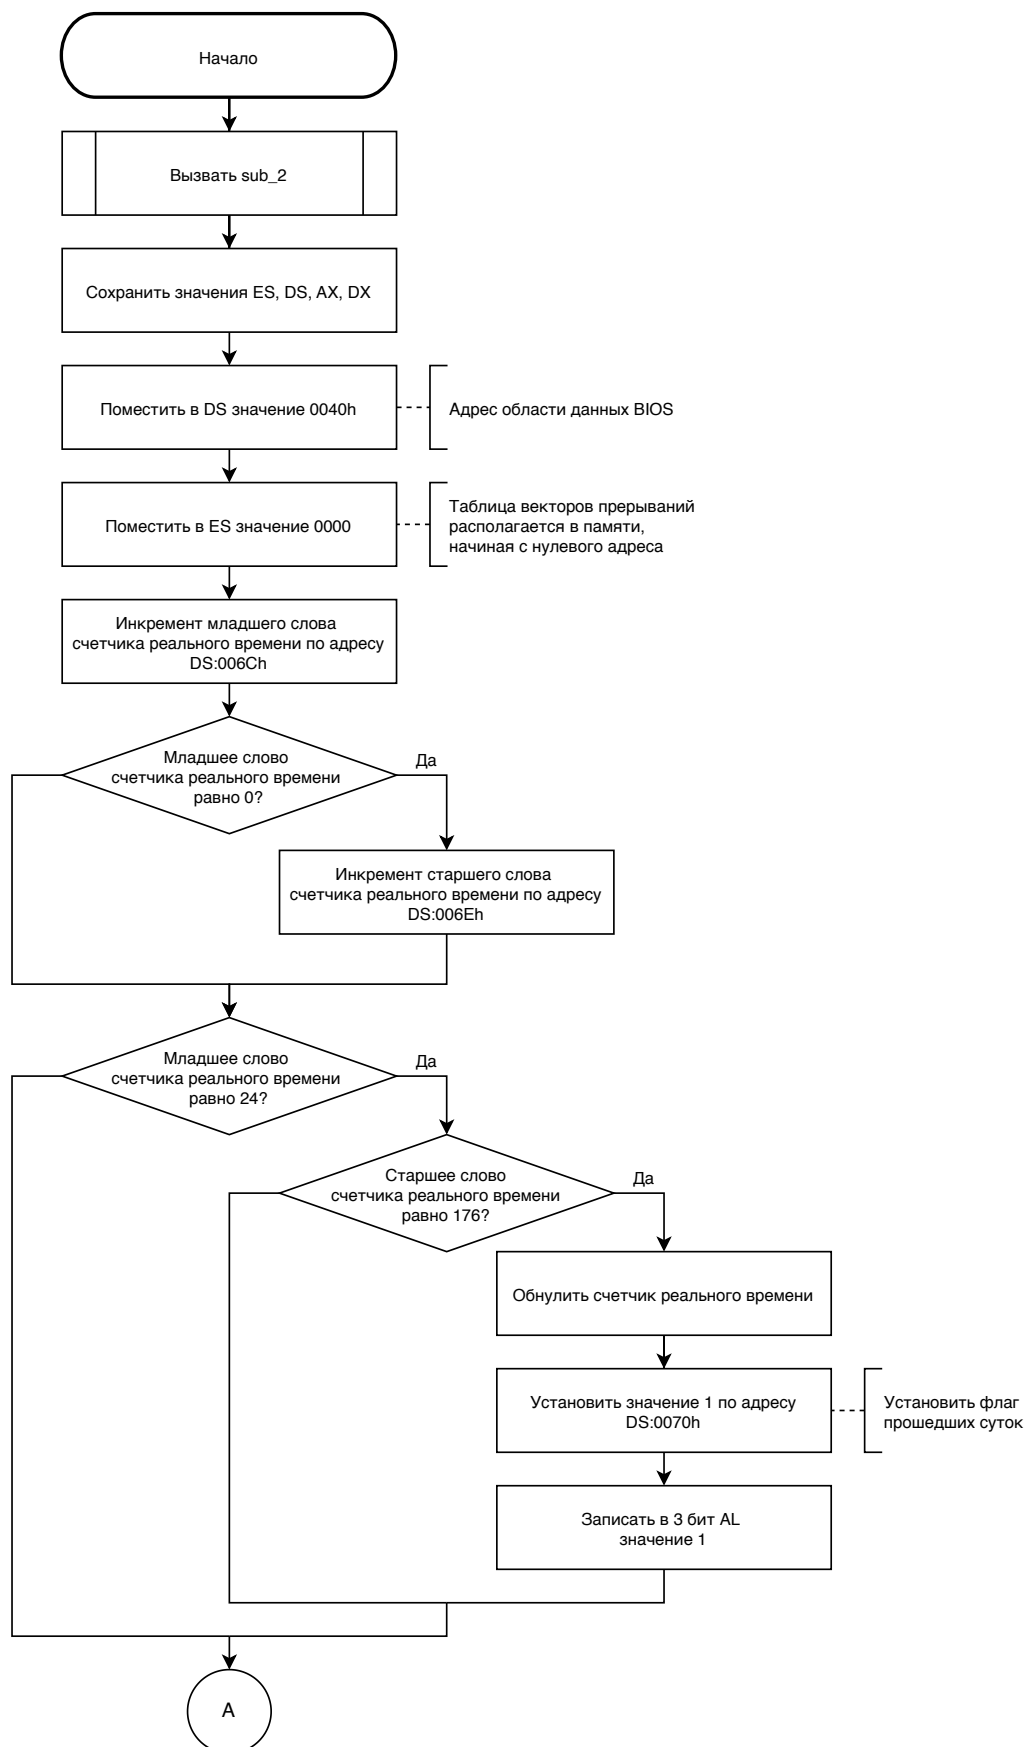 Начало
Вызвать sub_2
Сохранить значения ES, DS, AX, DX
Поместить в DS значение 0040h
Адрес области данных BIOS
Поместить в ES значение 0000
Таблица векторов прерываний
располагается в памяти,
начиная с нулевого адреса
Инкремент младшего слова
счетчика реального времени по адресу
DS:006Ch
Младшее слово
счетчика реального времени
равно 0?
Да
Инкремент старшего слова
счетчика реального времени по адресу
DS:006Eh
Младшее слово
счетчика реального времени
равно 24?
Да
Старшее слово
счетчика реального времени
равно 176?
Да
Обнулить счетчик реального времени
Установить значение 1 по адресу
DS:0070h
Установить флаг
прошедших суток
Записать в 3 бит AL
значение 1
A